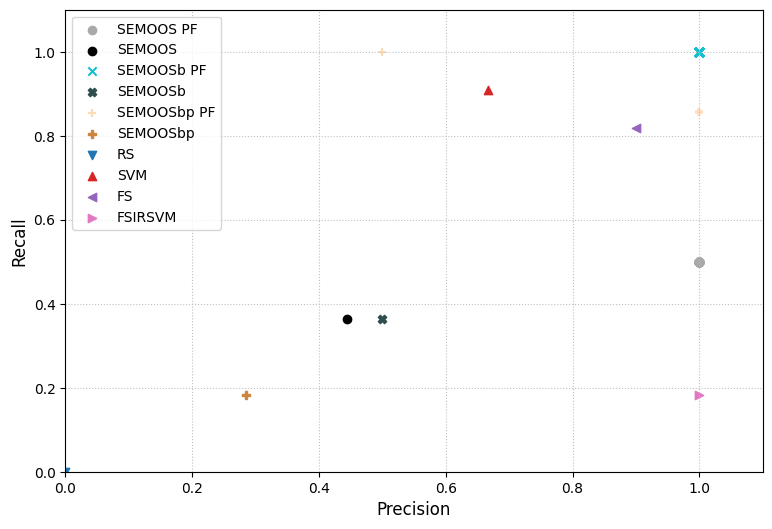 SEMOOS PF
SEMOOS
SEMOOSb PF
SEMOOSb
SEMOOSbp PF
SEMOOSbp
RS
SVM
FS
FSIRSVM
1.0
0.8
0.6
0.4
0.2
0.0
Recall
0.0 0.2 0.4 0.6 0.8 1.0
Precision